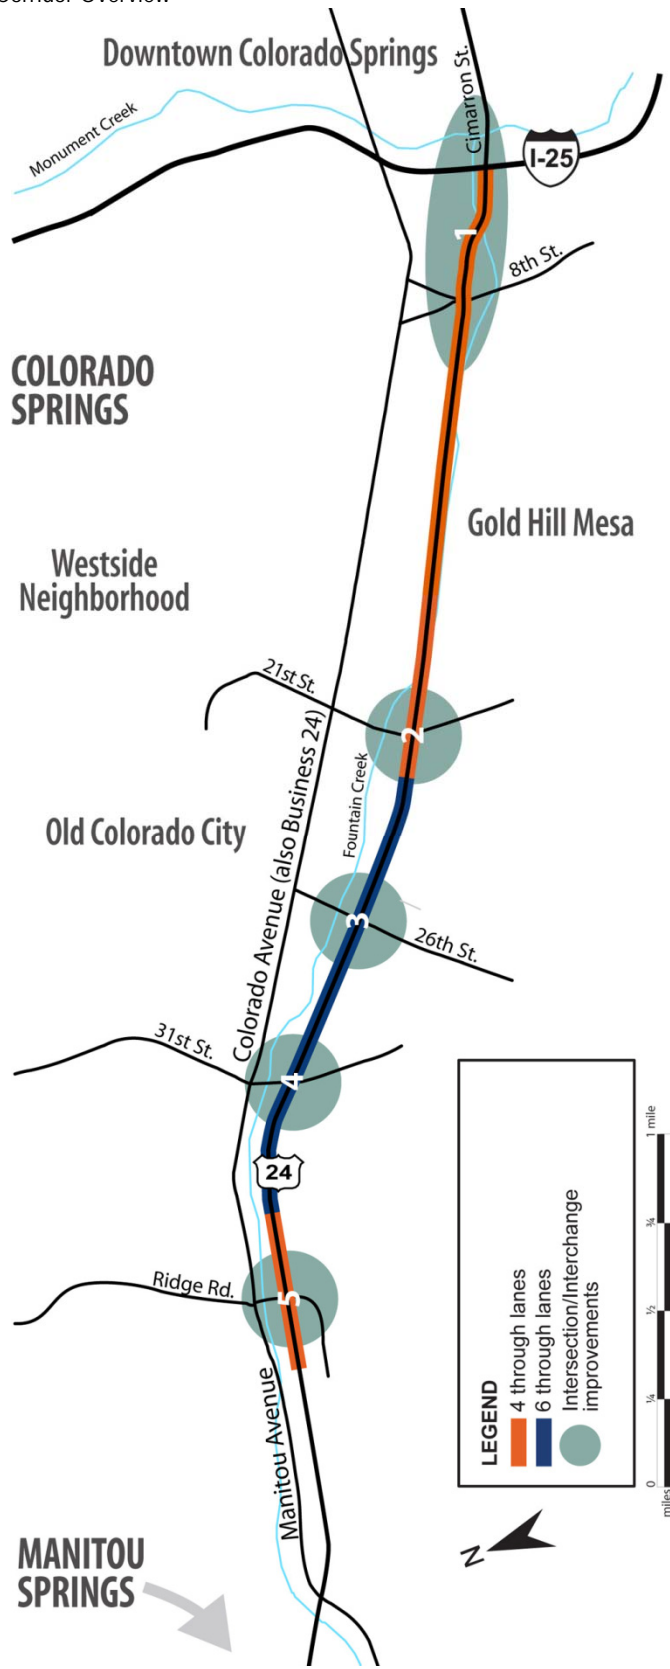 Corridor Overview
Downtown Colorado Springs
Cimarron St.
Monument Creek
I-25
1
8th St.
COLORADO
SPRINGS
Gold Hill Mesa
Westside
Neighborhood
21st St.
2
Colorado Avenue (also Business 24)
Fountain Creek
Old Colorado City
3
26th St.
31st St.
4
24
Ridge Rd.
5
Manitou Avenue
MANITOU
SPRINGS
LEGEND
4 through lanes
6 through lanes
Intersection/Interchange
improvements
0 ¼ ½ ¾ 1 mile
miles
N